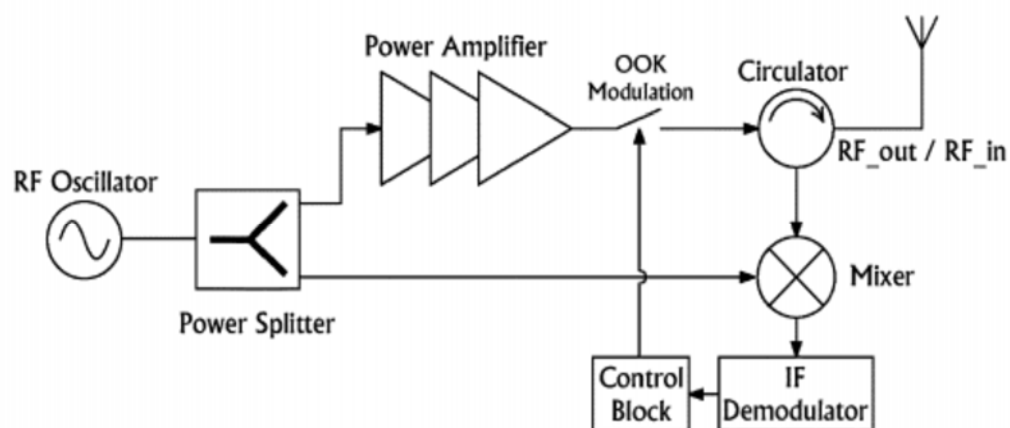 Power Amplifier
OOK
Modulation
Circulator
RF_out / RF_in
RF Oscillator
Power Splitter
Mixer
Control
Block
IF
Demodulator